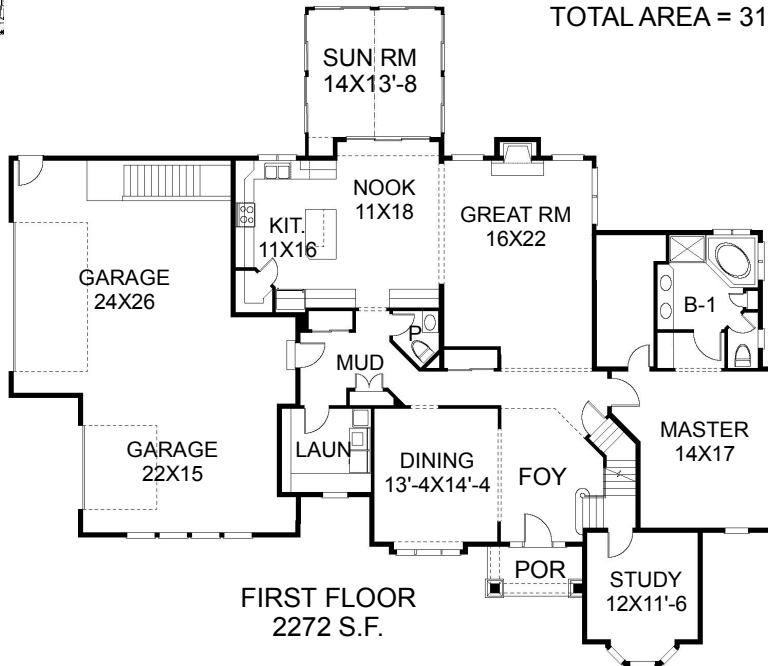 TOTAL AREA = 31
SUN RM
14X13'-8
NOOK
11X18
KIT.
11X16
GREAT RM
16X22
GARAGE
24X26
B-1
P
MUD
MASTER
14X17
GARAGE
22X15
LAUN
DINING
13'-4X14'-4
FOY
POR
STUDY
12X11'-6
FIRST FLOOR
2272 S.F.